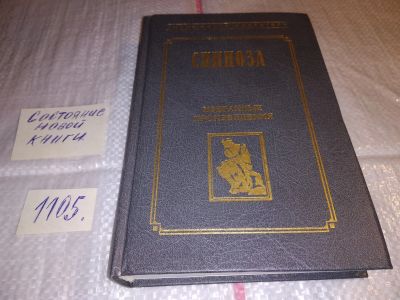 СПИНОЗА
ИЗБРАННЫЕ
ПРОИЗВЕДЕНИЯ
Состояние
новой
книги
1105.